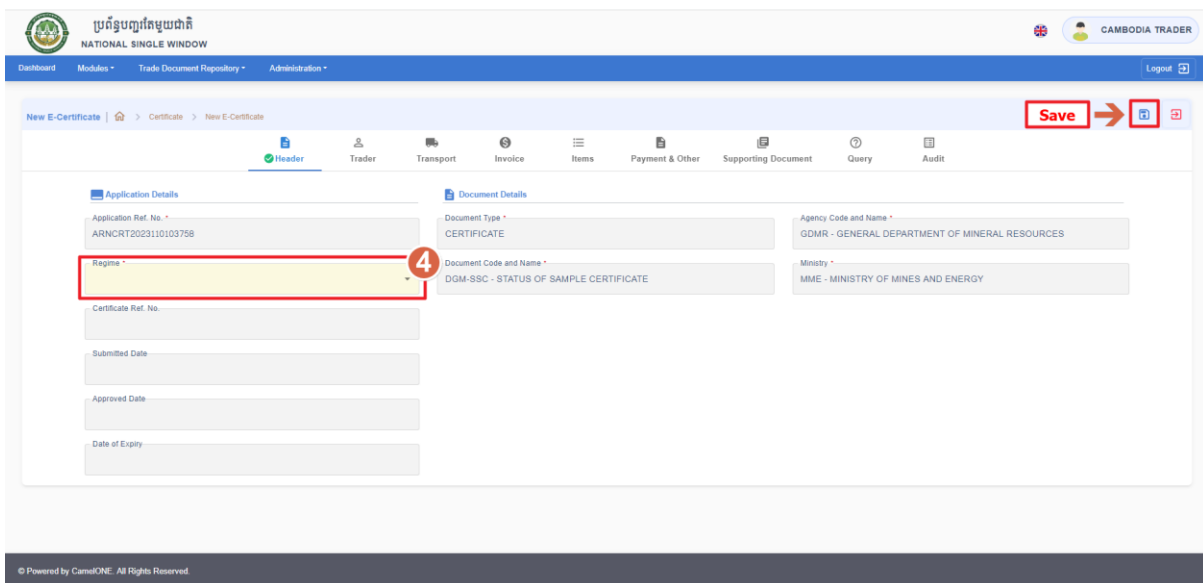 ប្រព័ន្ធបញ្ជរតែមួយជាតិ
NATIONAL SINGLE WINDOW
CAMBODIA TRADER
Dashboard Modules Trade Document Repository Administration Logout
New E-Certificate | > Certificate > New E-Certificate
Save
Header Trader Transport Invoice Items Payment & Other Supporting Document Query Audit
Application Details Document Details
Application Ref. No. * Document Type * Agency Code and Name *
ARNCRT2023110103758 CERTIFICATE GDMR - GENERAL DEPARTMENT OF MINERAL RESOURCES
4
Regime * Document Code and Name * Ministry *
DGM-SSC - STATUS OF SAMPLE CERTIFICATE MME - MINISTRY OF MINES AND ENERGY
Certificate Ref. No.
Submitted Date
Approved Date
Date of Expiry
© Powered by CamelONE. All Rights Reserved.